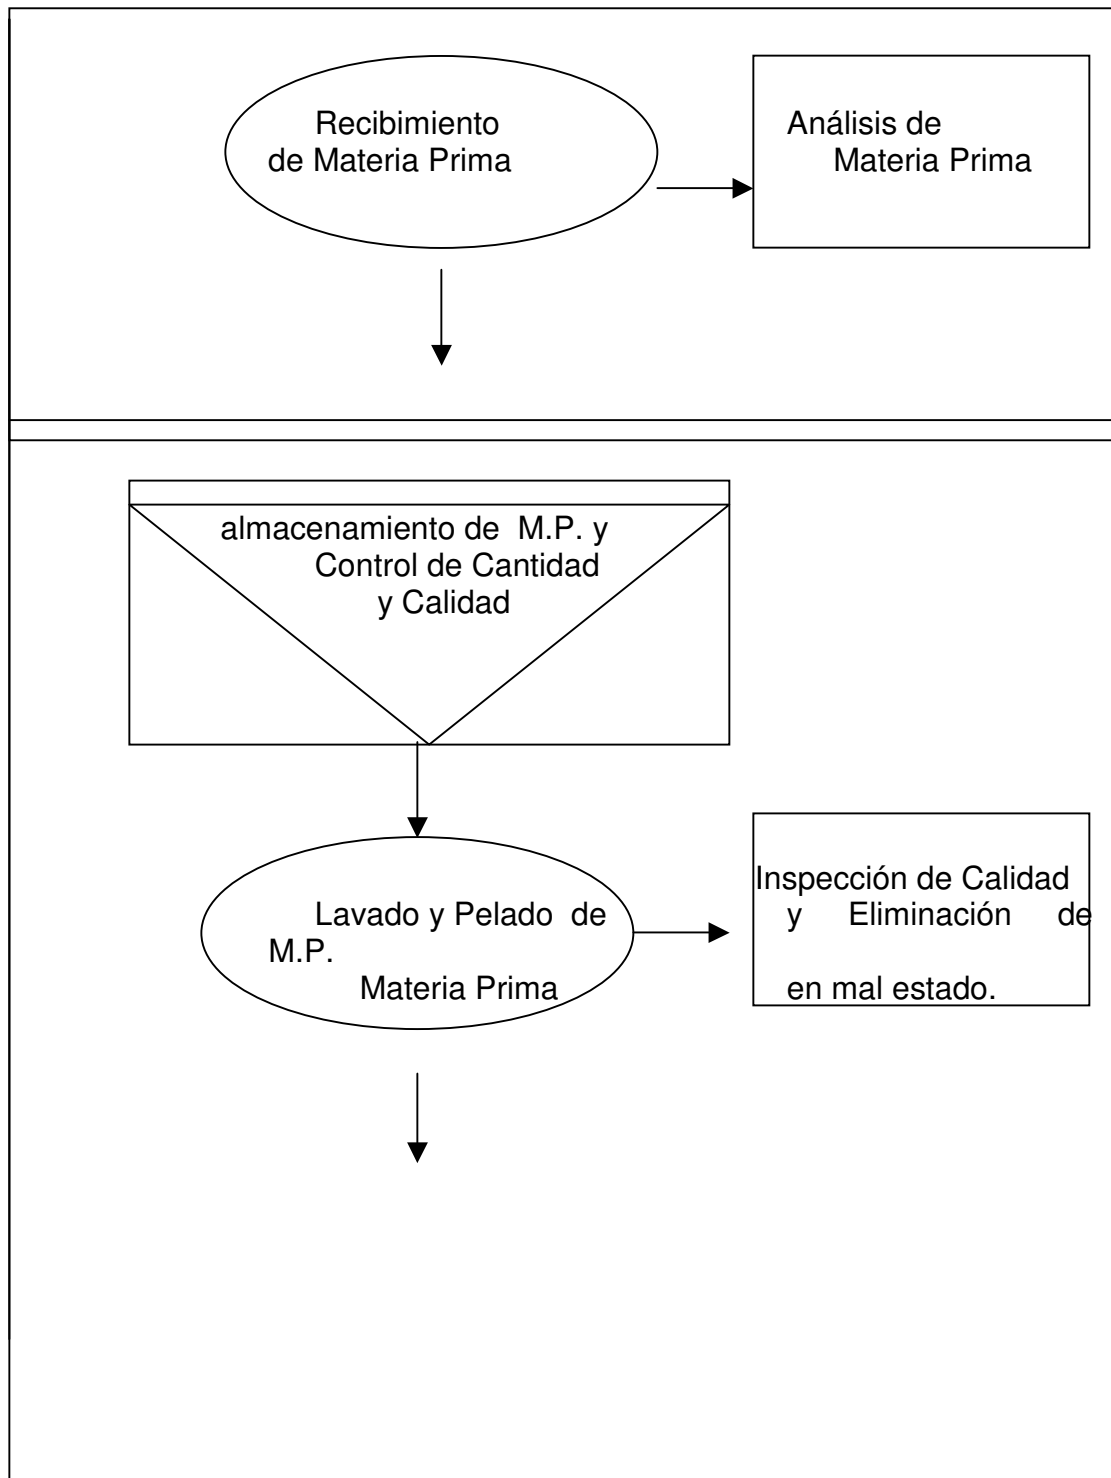 Recibimiento
de Materia Prima
Análisis de
Materia Prima
almacenamiento de M.P. y
Control de Cantidad
y Calidad
Lavado y Pelado de
M.P.
Materia Prima
Inspección de Calidad
y Eliminación de
en mal estado.